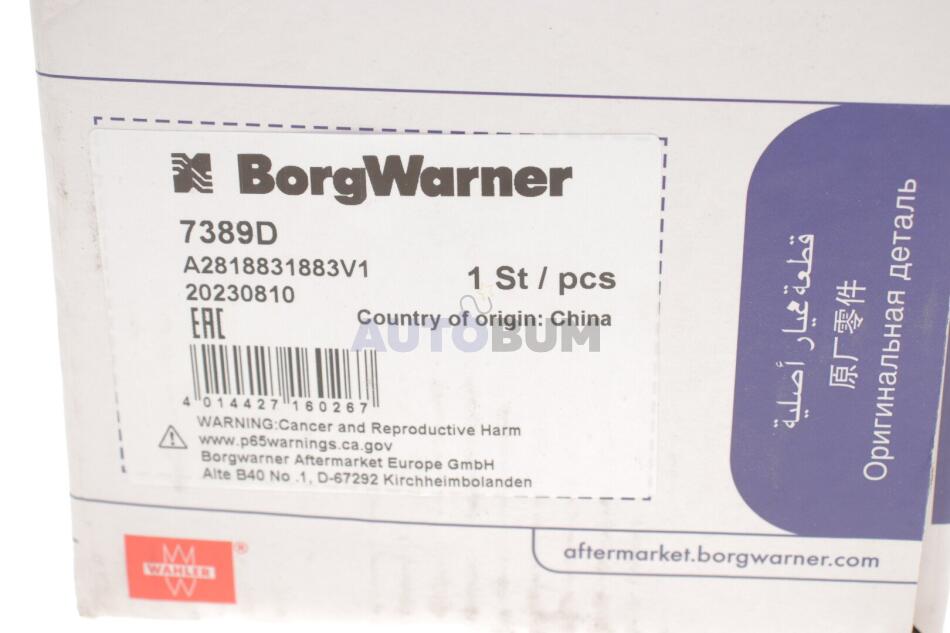 BorgWarner
7389D
A2818831883V1
1 St / pcs
20230810
EAC
Country of origin: China
AUTOBUM
4 014427 160267
WARNING:Cancer and Reproductive Harm
www.p65warnings.ca.gov
Borgwarner Aftermarket Europe GmbH
Alte B40 No .1, D-67292 Kirchheimbolanden
WAHLER
®
aftermarket.borgwarner.com
قطعة غيار أصلية
原厂零件
Оригинальная деталь